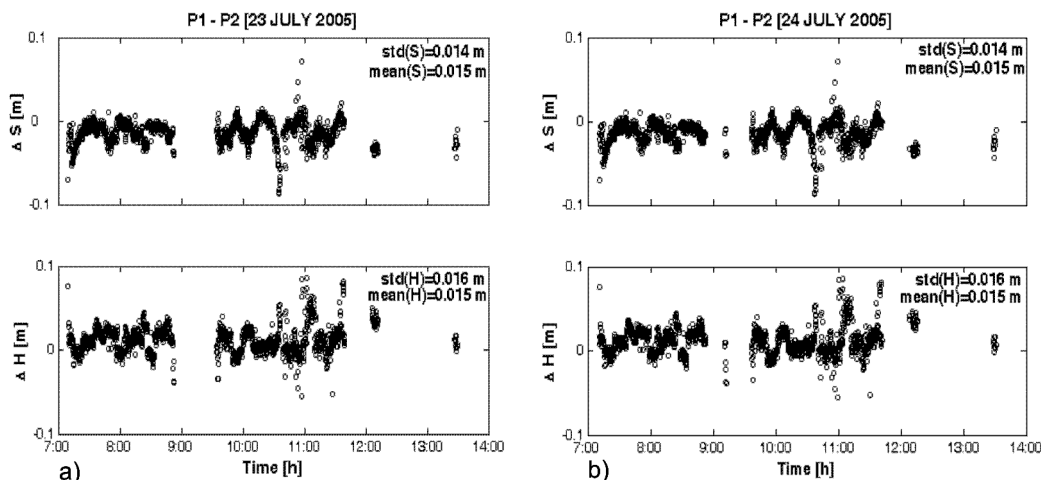 P1 - P2 [23 JULY 2005]
0.1
0
-0.1
Δ S [m]
std(S)=0.014 m
mean(S)=0.015 m
0.1
0
-0.1
Δ H [m]
std(H)=0.016 m
mean(H)=0.015 m
7:00 8:00 9:00 10:00 11:00 12:00 13:00 14:00
Time [h]
a)
P1 - P2 [24 JULY 2005]
0.1
0
-0.1
Δ S [m]
std(S)=0.014 m
mean(S)=0.015 m
0.1
0
-0.1
Δ H [m]
std(H)=0.016 m
mean(H)=0.015 m
7:00 8:00 9:00 10:00 11:00 12:00 13:00 14:00
Time [h]
b)